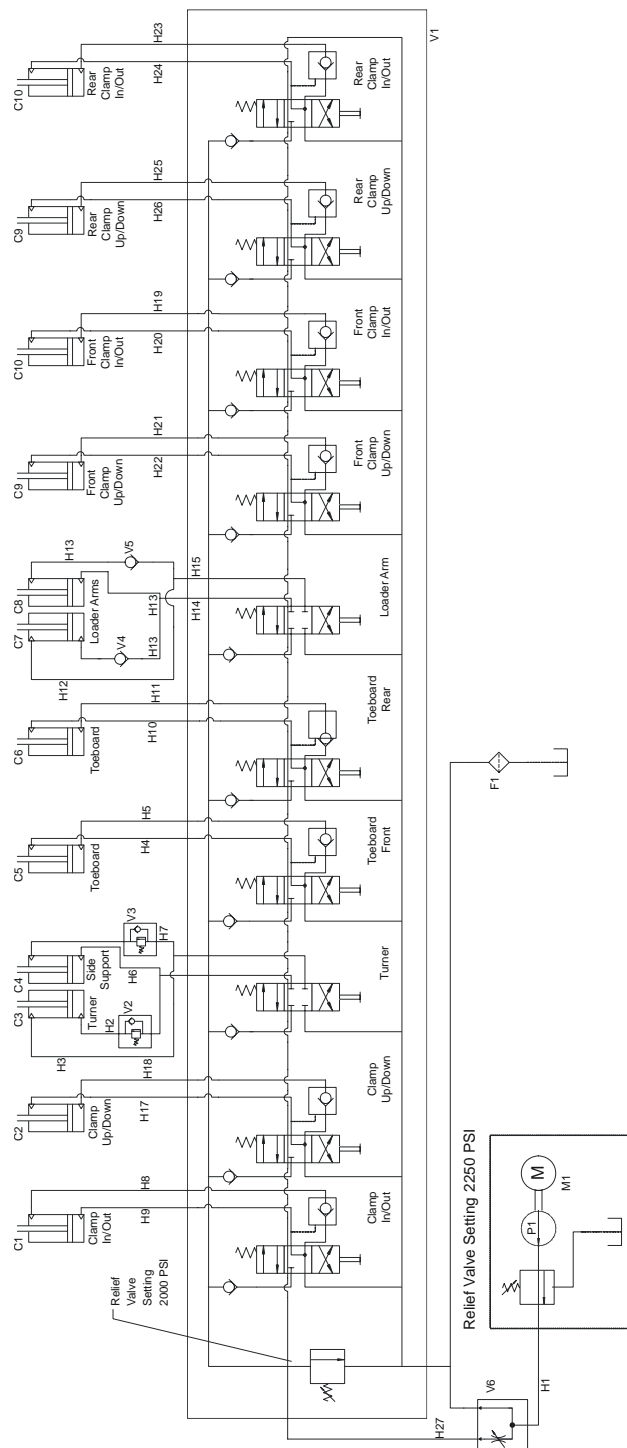 C10
H23
H24
Rear
Clamp
In/Out
Rear
Clamp
In/Out
V1
C9
H25
H26
Rear
Clamp
Up/Down
Rear
Clamp
Up/Down
C10
H19
H20
Front
Clamp
In/Out
Front
Clamp
In/Out
C9
H21
H22
Front
Clamp
Up/Down
Front
Clamp
Up/Down
C8
C7
H13
V5
H15
Loader Arms
H13
H14
V4
H13
H12
H11
Loader Arm
C6
Toeboard
H10
Toeboard
Rear
C5
Toeboard
H5
H4
Toeboard
Front
F1
C4
C3
Side
Support
Turner
V3
H7
H6
H2
V2
H3
H18
Turner
C2
Clamp
Up/Down
H17
Clamp
Up/Down
C1
Clamp
In/Out
H8
H9
Clamp
In/Out
Relief
Valve
Setting
2000 PSI
Relief Valve Setting 2250 PSI
M
M1
P1
V6
H1
H27